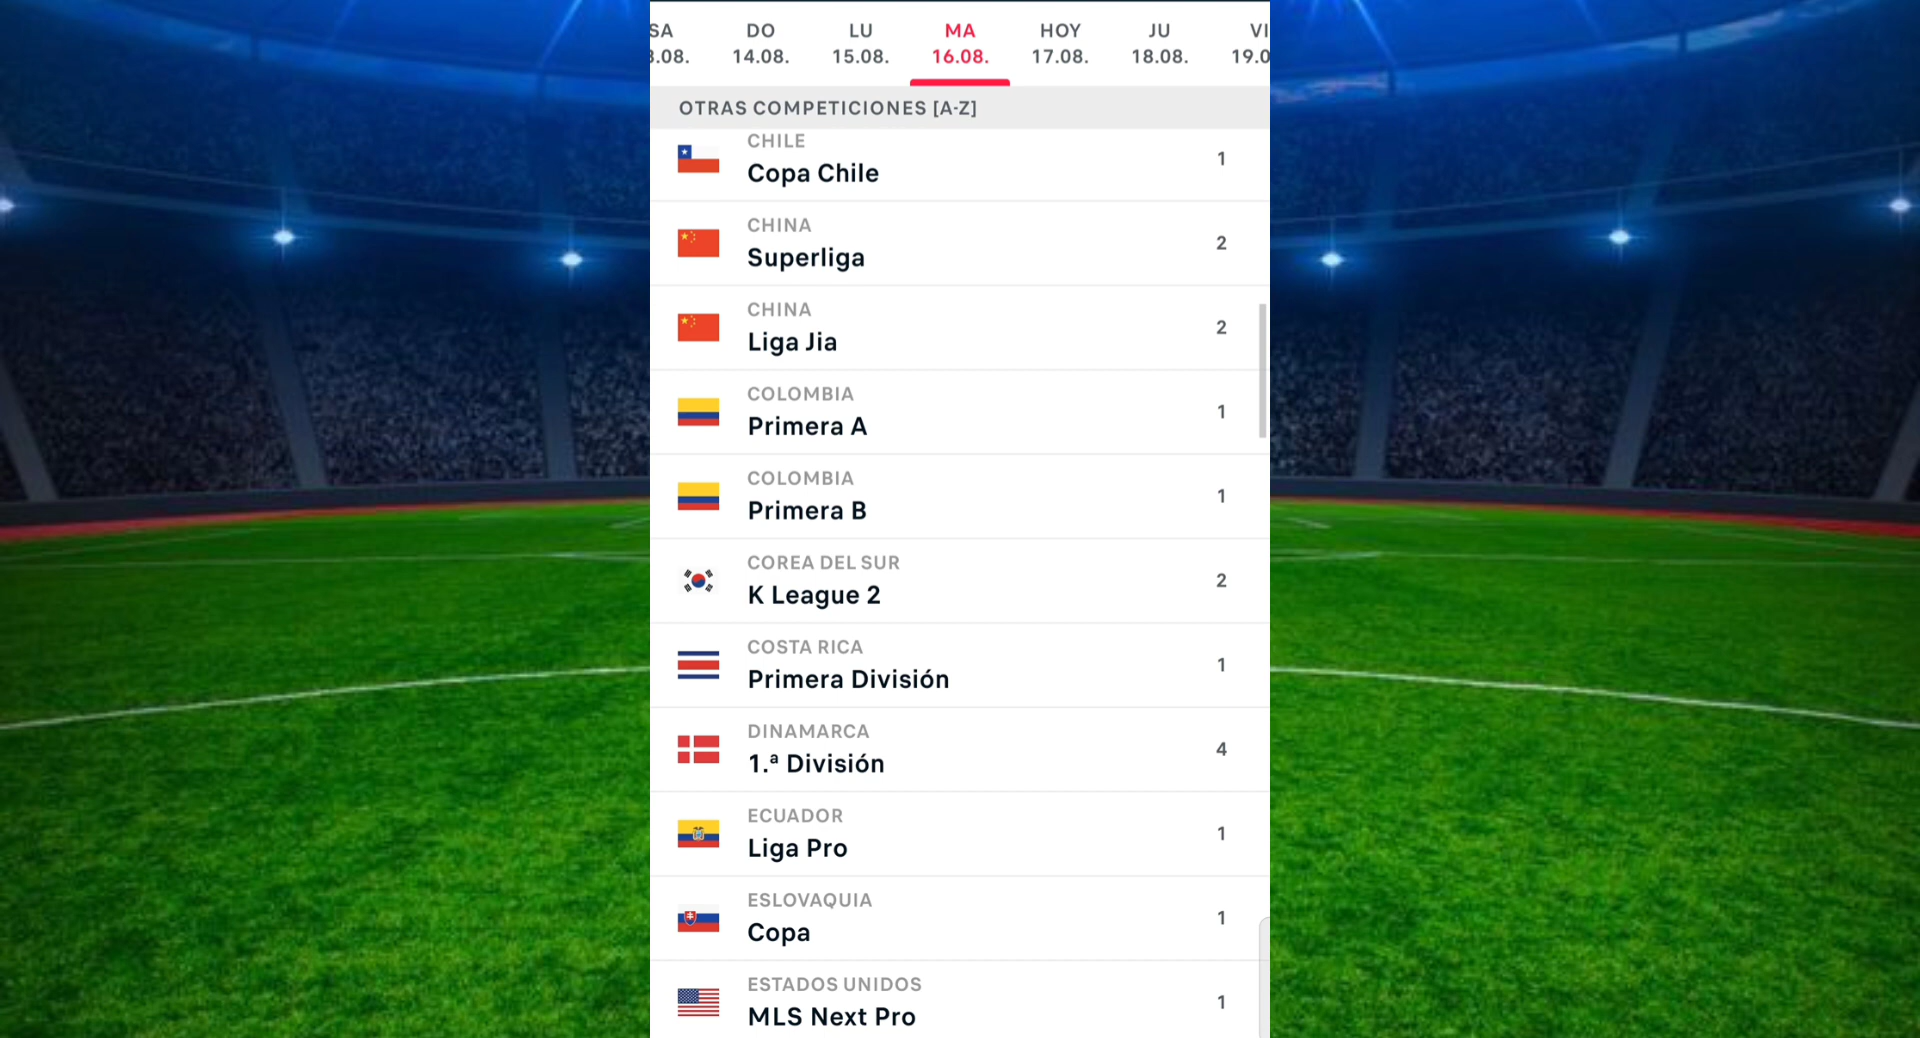 SA DO LU MA HOY JU VI
3.08. 14.08. 15.08. 16.08. 17.08. 18.08. 19.0
OTRAS COMPETICIONES [A-Z]
CHILE
Copa Chile 1
CHINA
Superliga 2
CHINA
Liga Jia 2
COLOMBIA
Primera A 1
COLOMBIA
Primera B 1
COREA DEL SUR
K League 2 2
COSTA RICA
Primera División 1
DINAMARCA
1.ª División 4
ECUADOR
Liga Pro 1
ESLOVAQUIA
Copa 1
ESTADOS UNIDOS
MLS Next Pro 1